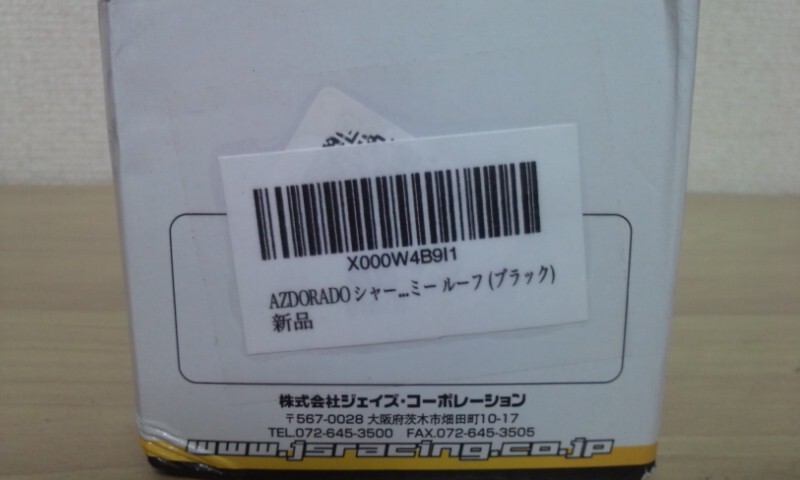 X000W4B9I1
AZDORADO シャー...ミー ルーフ (ブラック)
新品
株式会社ジェイズ・コーポレーション
〒567-0028 大阪府茨木市畑田町10-17
TEL.072-645-3500 FAX.072-645-3505
www.jsracing.co.jp